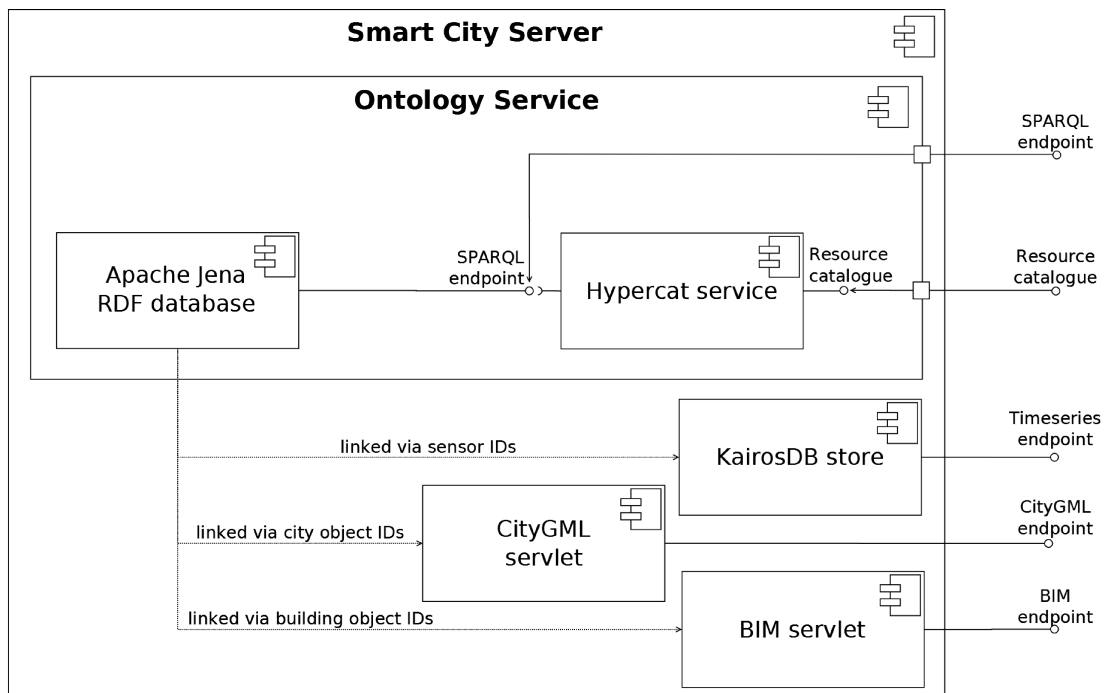 Smart City Server
Ontology Service
SPARQL
endpoint
Apache Jena
RDF database
SPARQL
endpoint
Hypercat service
Resource
catalogue
Resource
catalogue
linked via sensor IDs
KairosDB store
Timeseries
endpoint
linked via city object IDs
CityGML
servlet
CityGML
endpoint
linked via building object IDs
BIM servlet
BIM
endpoint